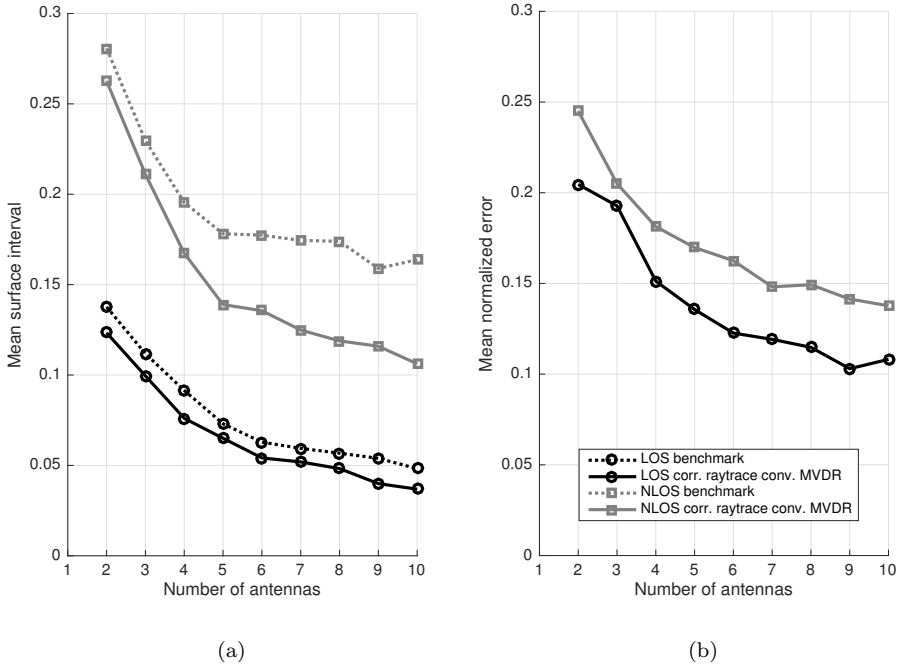 0.3
0.25
0.2
0.15
0.1
0.05
0
Mean surface interval
1 2 3 4 5 6 7 8 9 10
Number of antennas
(a)
0.3
0.25
0.2
0.15
0.1
0.05
0
Mean normalized error
LOS benchmark
LOS corr. raytrace conv. MVDR
NLOS benchmark
NLOS corr. raytrace conv. MVDR
1 2 3 4 5 6 7 8 9 10
Number of antennas
(b)